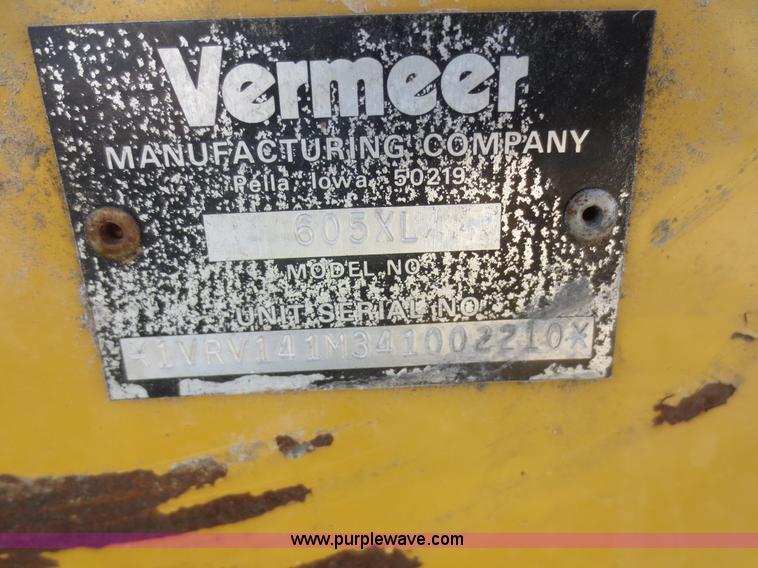 Vermeer
MANUFACTURING COMPANY
Pella, Iowa 50219
605XL
MODEL NO.
UNIT SERIAL NO.
*1VRV141M341002210*
www.purplewave.com